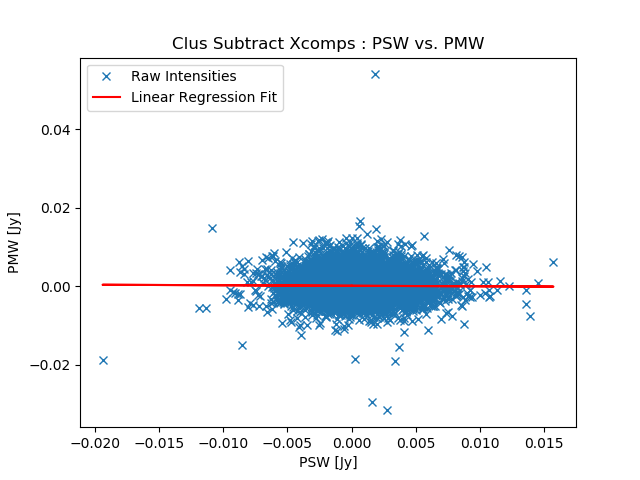 Clus Subtract Xcomps : PSW vs. PMW
Raw Intensities
Linear Regression Fit
PMW [Jy]
0.04
0.02
0.00
−0.02
−0.020 −0.015 −0.010 −0.005 0.000 0.005 0.010 0.015
PSW [Jy]